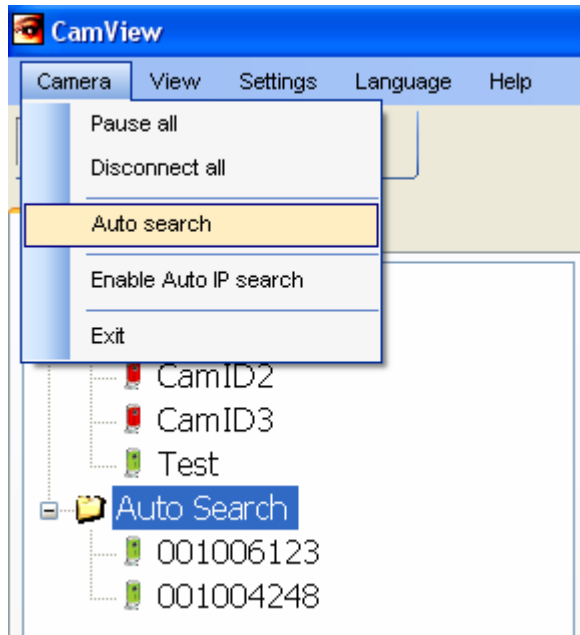 CamView
Camera View Settings Language Help
Pause all
Disconnect all
Auto search
Enable Auto IP search
Exit
CamID2
CamID3
Test
Auto Search
001006123
001004248